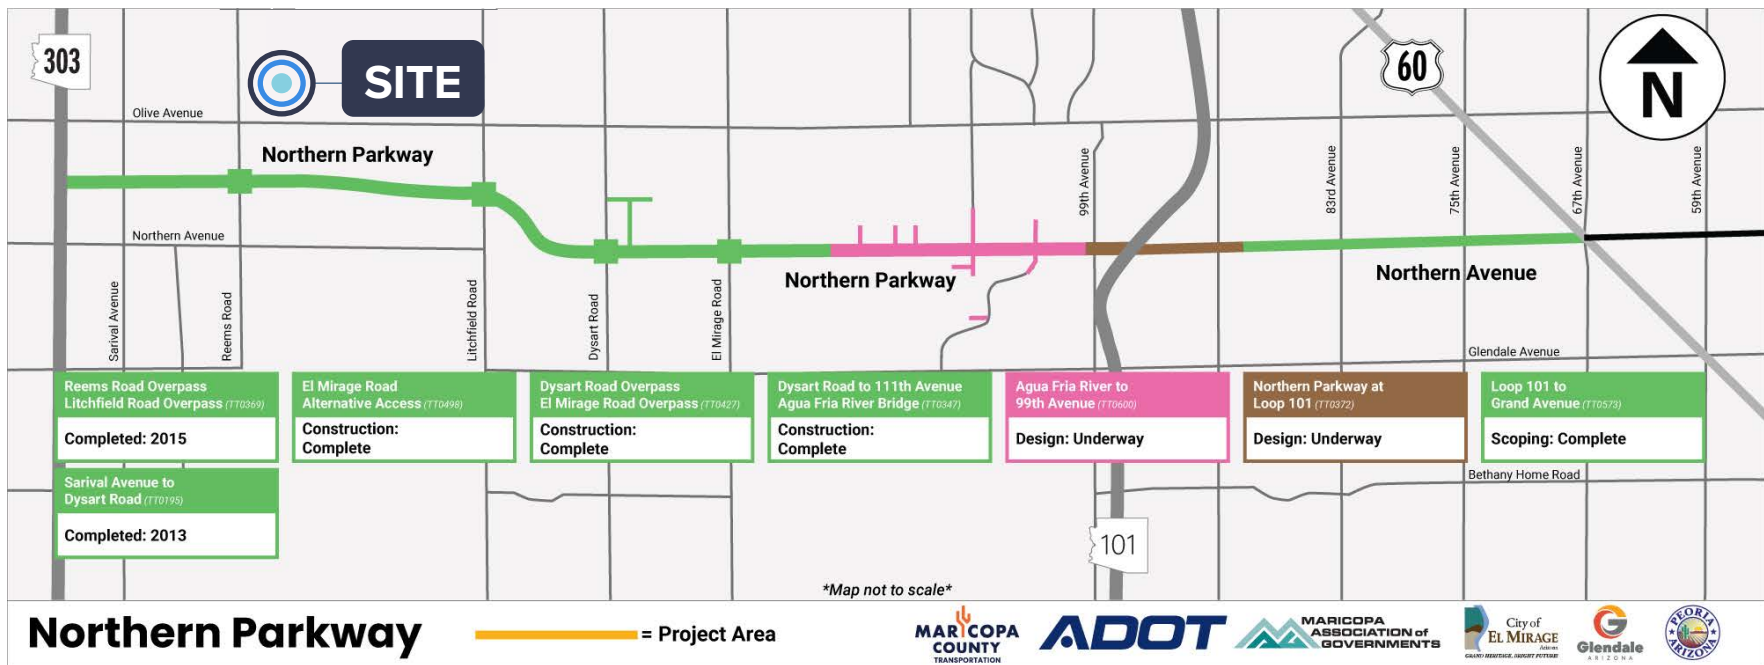 303
SITE
60
N
Olive Avenue
Northern Parkway
Northern Avenue
Sarival Avenue
Reems Road
Litchfield Road
Dysart Road
El Mirage Road
Northern Parkway
99th Avenue
83rd Avenue
75th Avenue
67th Avenue
59th Avenue
Northern Avenue
Glendale Avenue
Reems Road Overpass
Litchfield Road Overpass (TT0369)
Completed: 2015
El Mirage Road
Alternative Access (TT0498)
Construction:
Complete
Dysart Road Overpass
El Mirage Road Overpass (TT0427)
Construction:
Complete
Dysart Road to 111th Avenue
Agua Fria River Bridge (TT0347)
Construction:
Complete
Agua Fria River to
99th Avenue (TT0600)
Design: Underway
Northern Parkway at
Loop 101 (TT0372)
Design: Underway
Loop 101 to
Grand Avenue (TT0573)
Scoping: Complete
Sarival Avenue to
Dysart Road (TT0195)
Completed: 2013
Bethany Home Road
101
*Map not to scale*
Northern Parkway
= Project Area
MARICOPA
COUNTY
TRANSPORTATION
ADOT
MARICOPA
ASSOCIATION of
GOVERNMENTS
City of
EL MIRAGE
Arizona
GRAND HERITAGE, BRIGHT FUTURE
G
Glendale
ARIZONA
PEORIA
ARIZONA